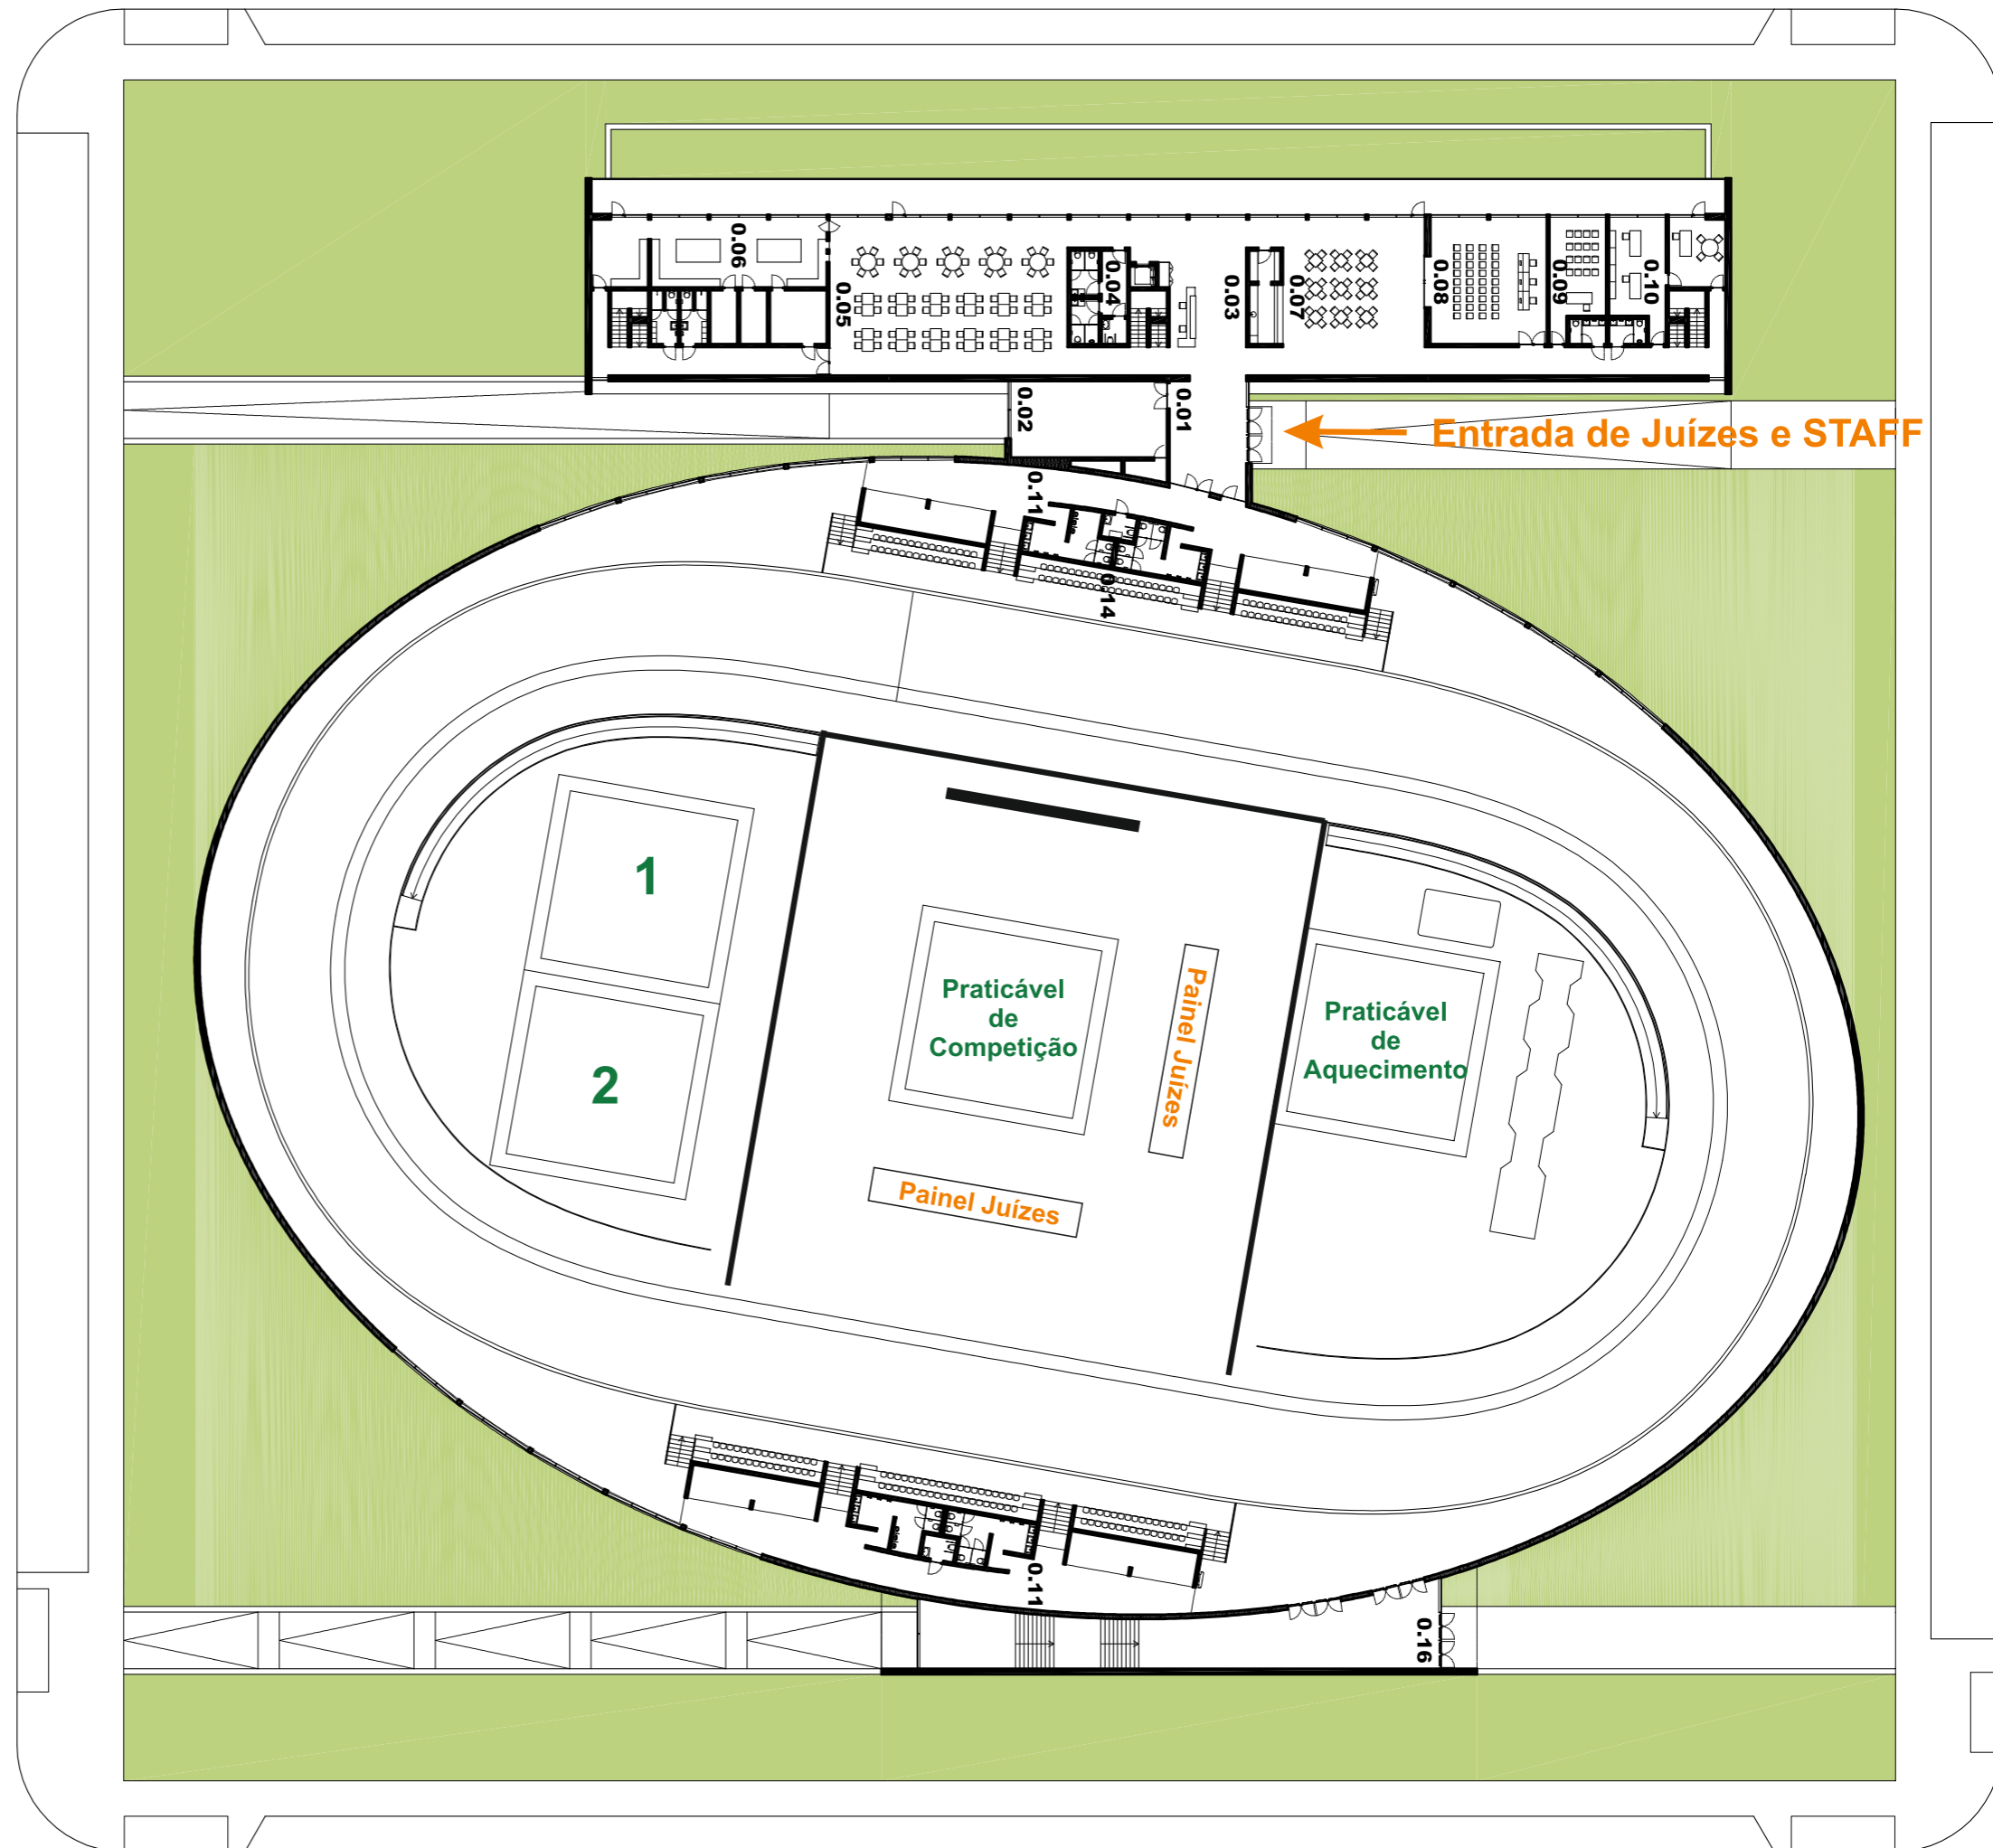 0.06
0.05
0.04
0.03
0.07
0.08
0.09
0.10
0.02
0.01
Entrada de Juízes e STAFF
0.11
0.14
1
2
Praticável
de
Competição
Painel Juízes
Praticável
de
Aquecimento
Painel Juízes
0.11
0.16